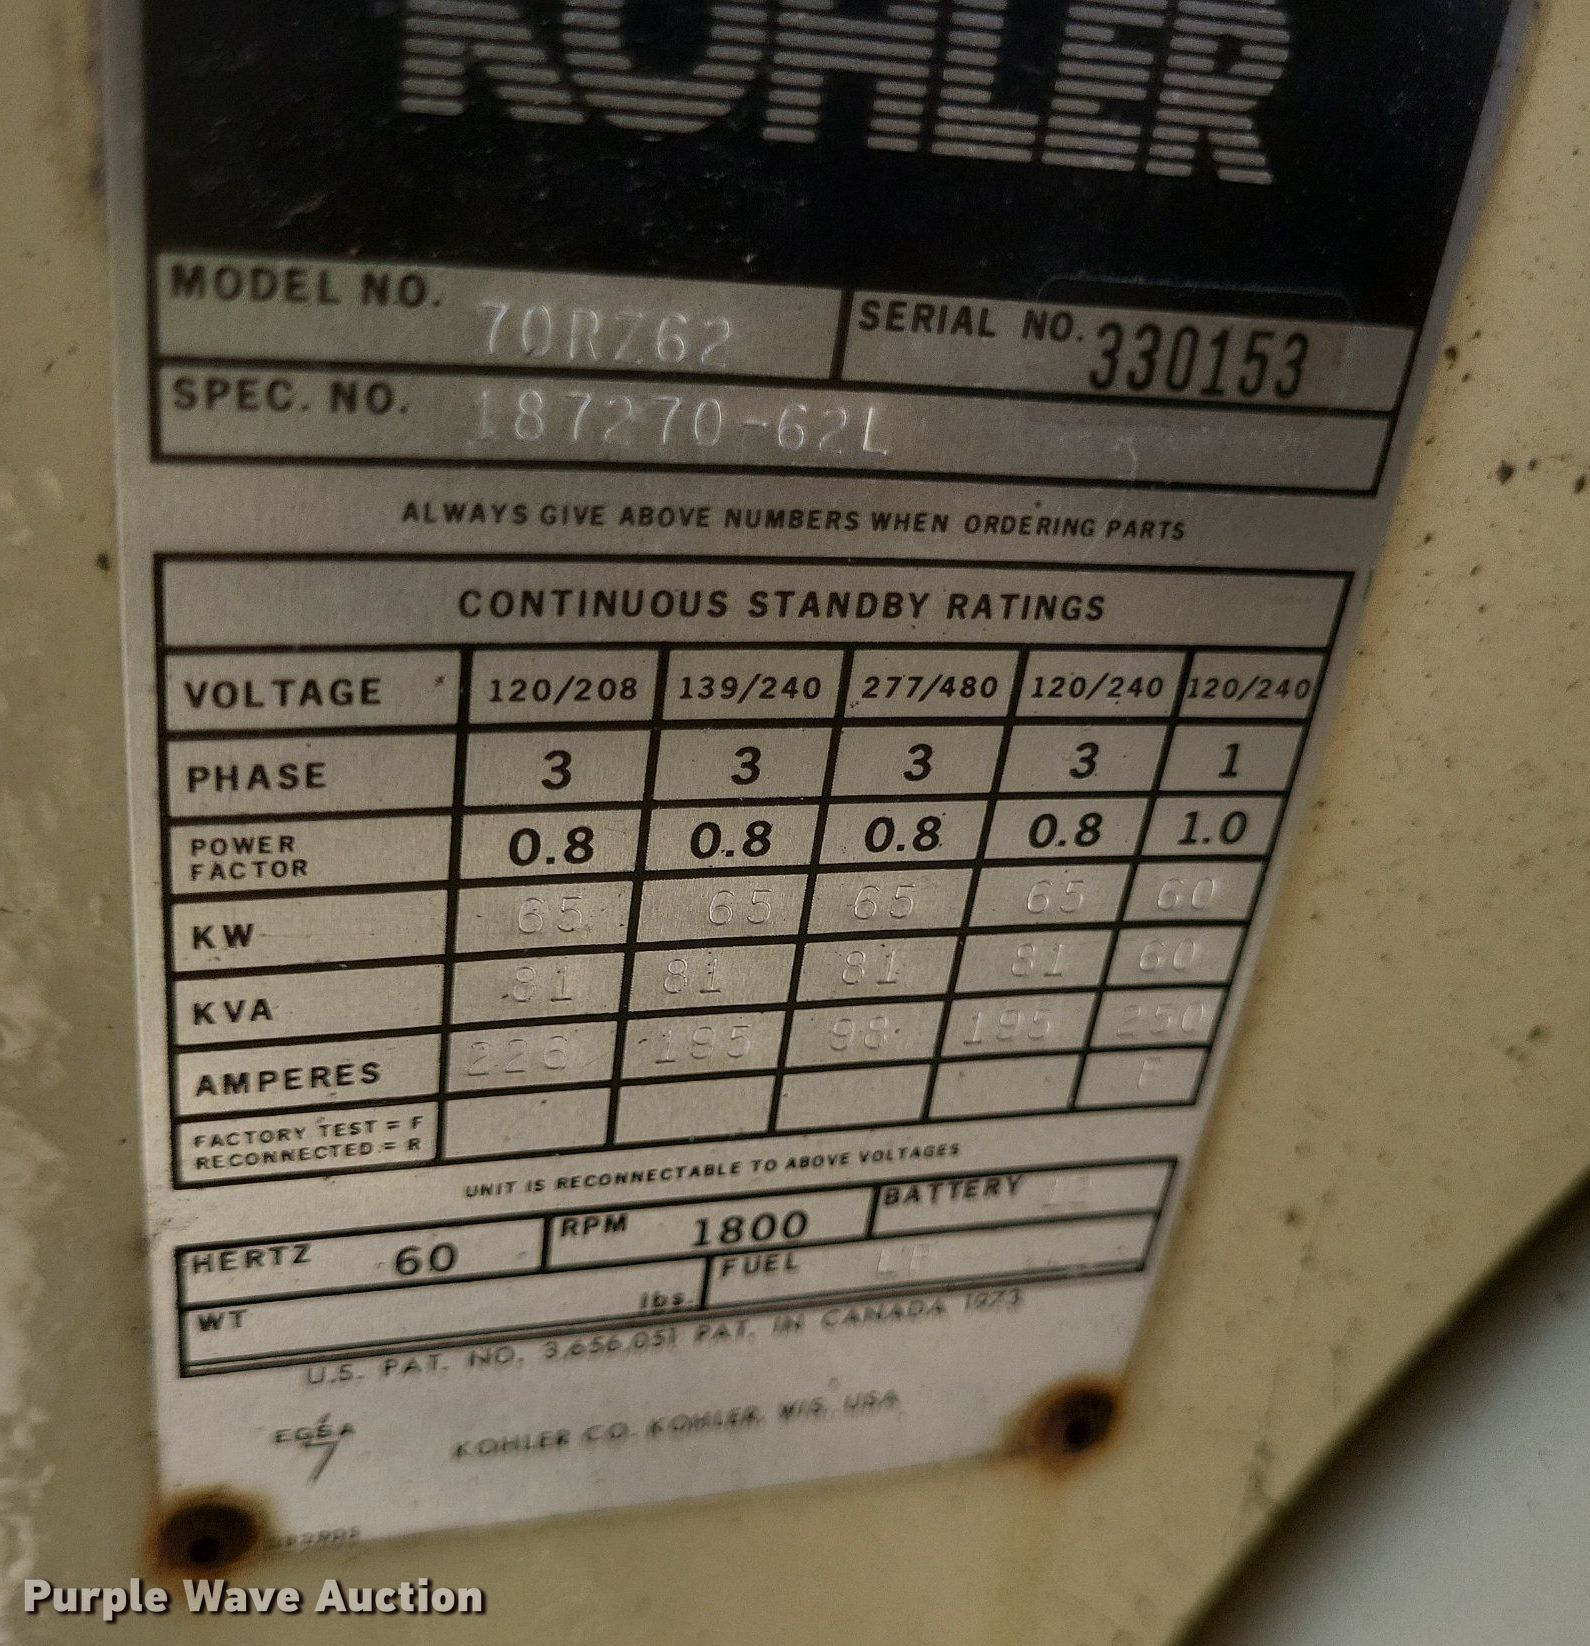 KOHLER
MODEL NO. 70RZ62 SERIAL NO. 330153
SPEC. NO. 187270-62L
ALWAYS GIVE ABOVE NUMBERS WHEN ORDERING PARTS
CONTINUOUS STANDBY RATINGS
VOLTAGE 120/208 139/240 277/480 120/240 120/240
PHASE 3 3 3 3 1
POWER FACTOR 0.8 0.8 0.8 0.8 1.0
KW 65 65 65 65 60
KVA 81 81 81 81 60
AMPERES 226 195 98 195 250
FACTORY TEST = F
RECONNECTED = R F
UNIT IS RECONNECTABLE TO ABOVE VOLTAGES
HERTZ 60 RPM 1800 BATTERY
WT lbs. FUEL
U.S. PAT. NO. 3,656,051 PAT. IN CANADA 1973
EGSA
7
KOHLER CO. KOHLER, WIS. USA
Purple Wave Auction